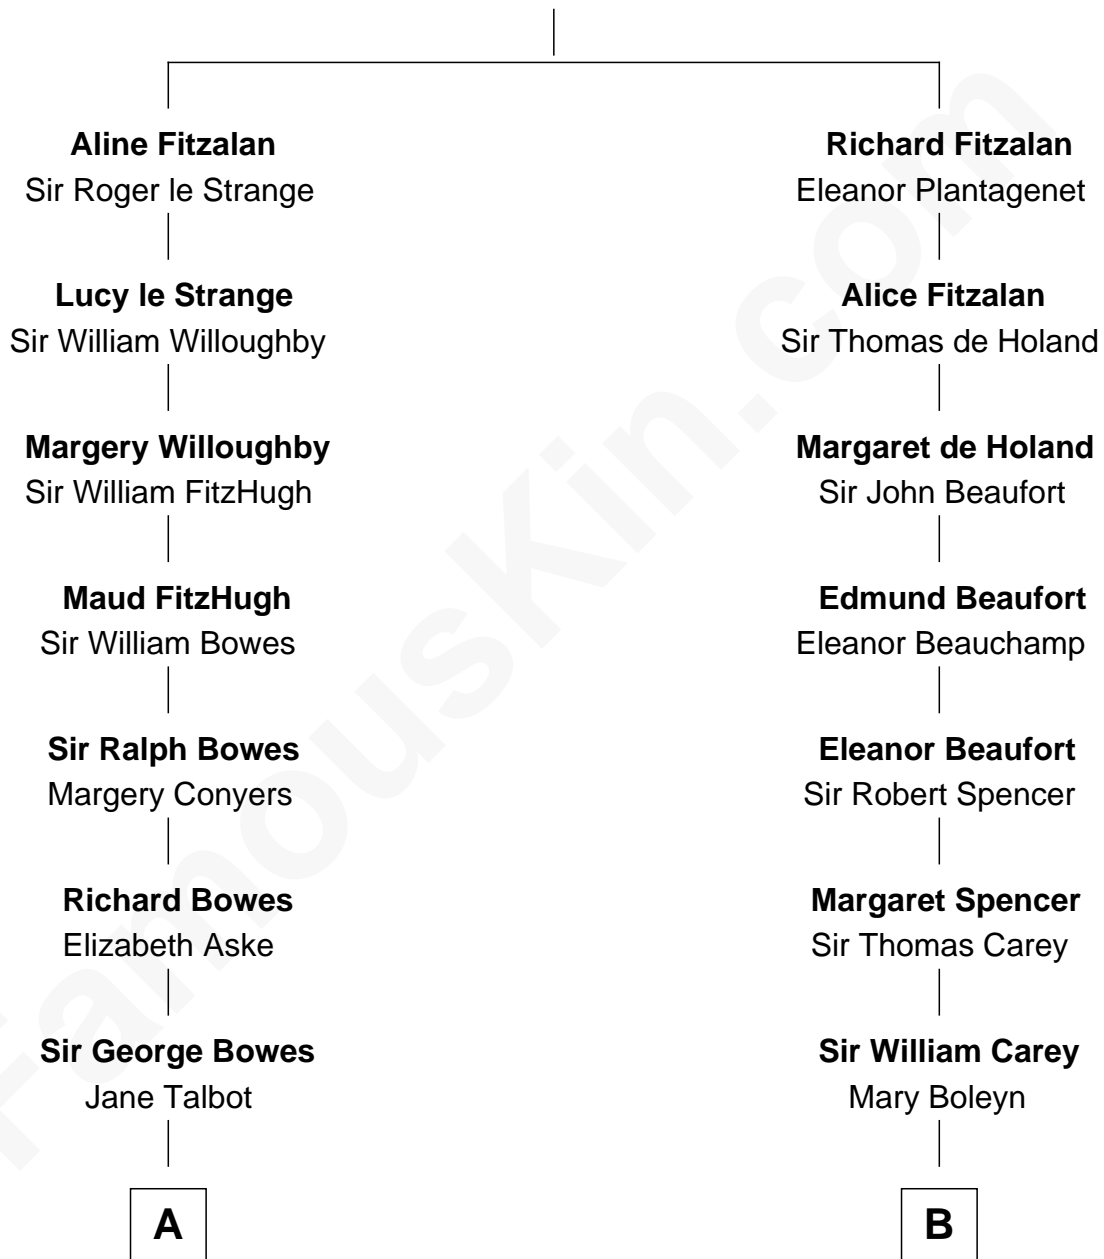 Aline Fitzalan
Sir Roger le Strange
Lucy le Strange
Sir William Willoughby
Margery Willoughby
Sir William FitzHugh
Maud FitzHugh
Sir William Bowes
Sir Ralph Bowes
Margery Conyers
Richard Bowes
Elizabeth Aske
Sir George Bowes
Jane Talbot
A
Richard Fitzalan
Eleanor Plantagenet
Alice Fitzalan
Sir Thomas de Holand
Margaret de Holand
Sir John Beaufort
Edmund Beaufort
Eleanor Beauchamp
Eleanor Beaufort
Sir Robert Spencer
Margaret Spencer
Sir Thomas Carey
Sir William Carey
Mary Boleyn
B
FamousKin.com